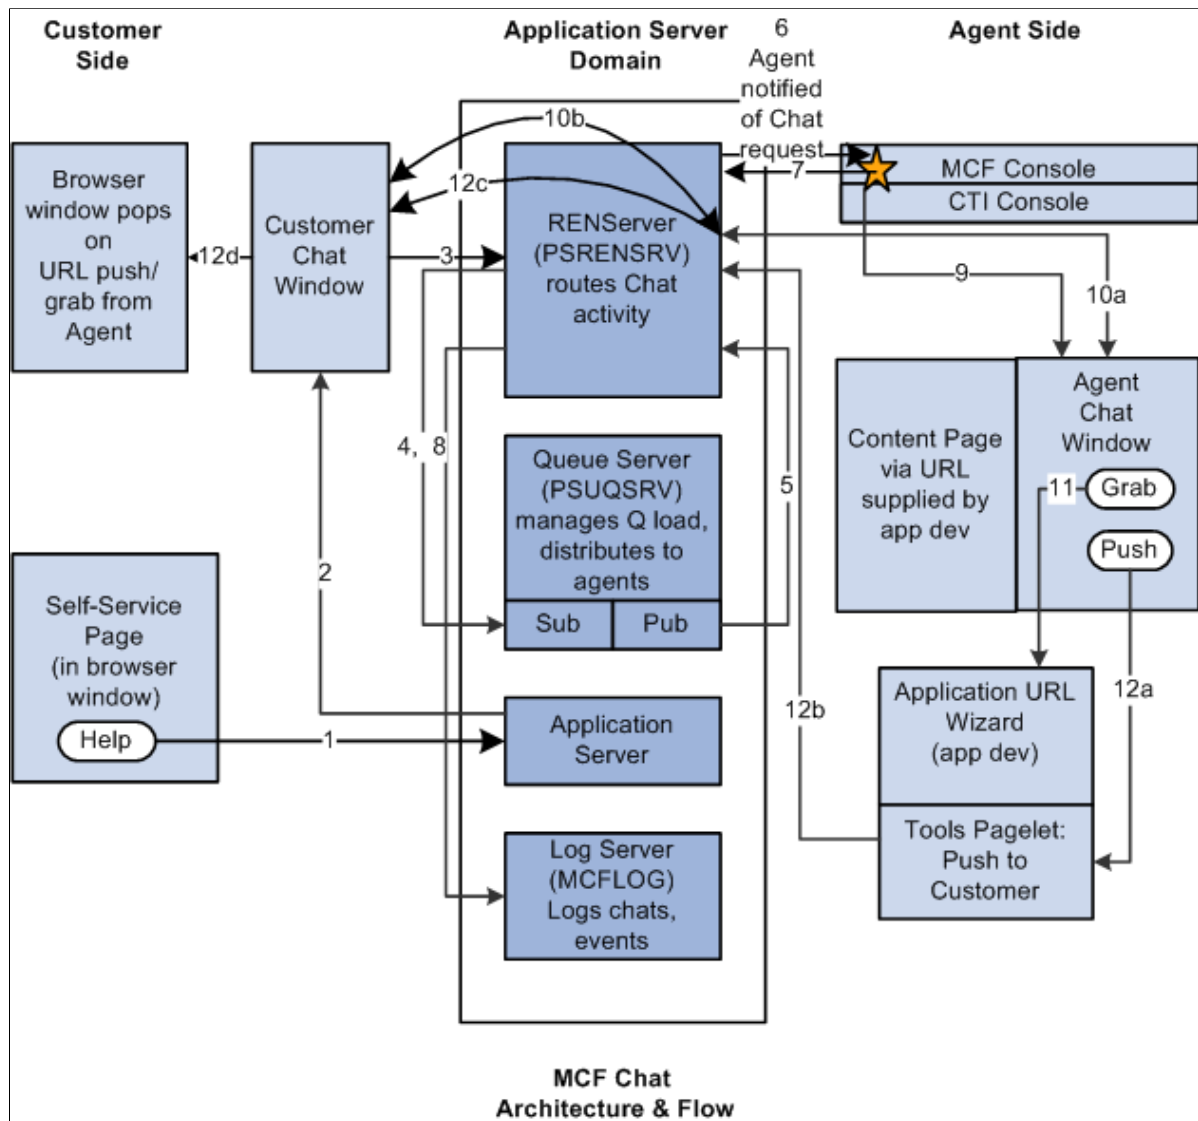 Customer
Side
Application Server
Domain
6
Agent
notified
of Chat
request
Agent Side
Browser
window pops
on
URL push/
grab from
Agent
12d
Customer
Chat
Window
10b
12c
3
RENServer
(PSRENSRV)
routes Chat
activity
7
MCF Console
CTI Console
9
10a
4, 8
Queue Server
(PSUQSRV)
manages Q load,
distributes to
agents
Sub
Pub
5
Content Page
via URL
supplied by
app dev
Agent
Chat
Window
11
Grab
Push
2
Self-Service
Page
(in browser
window)
Help
1
Application
Server
12b
Application URL
Wizard
(app dev)
12a
Tools Pagelet:
Push to
Customer
Log Server
(MCFLOG)
Logs chats,
events
MCF Chat
Architecture & Flow